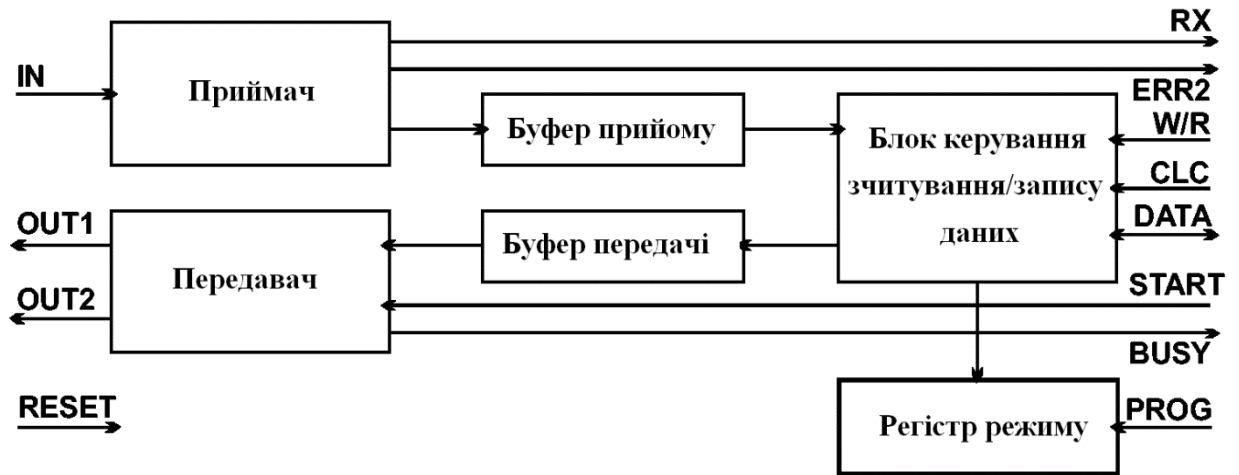 RX
IN
Приймач
ERR2
Буфер прийому
W/R
Блок керування
зчитування/запису
даних
CLC
DATA
OUT1
Буфер передачі
Передавач
OUT2
START
BUSY
RESET
Регістр режиму
PROG